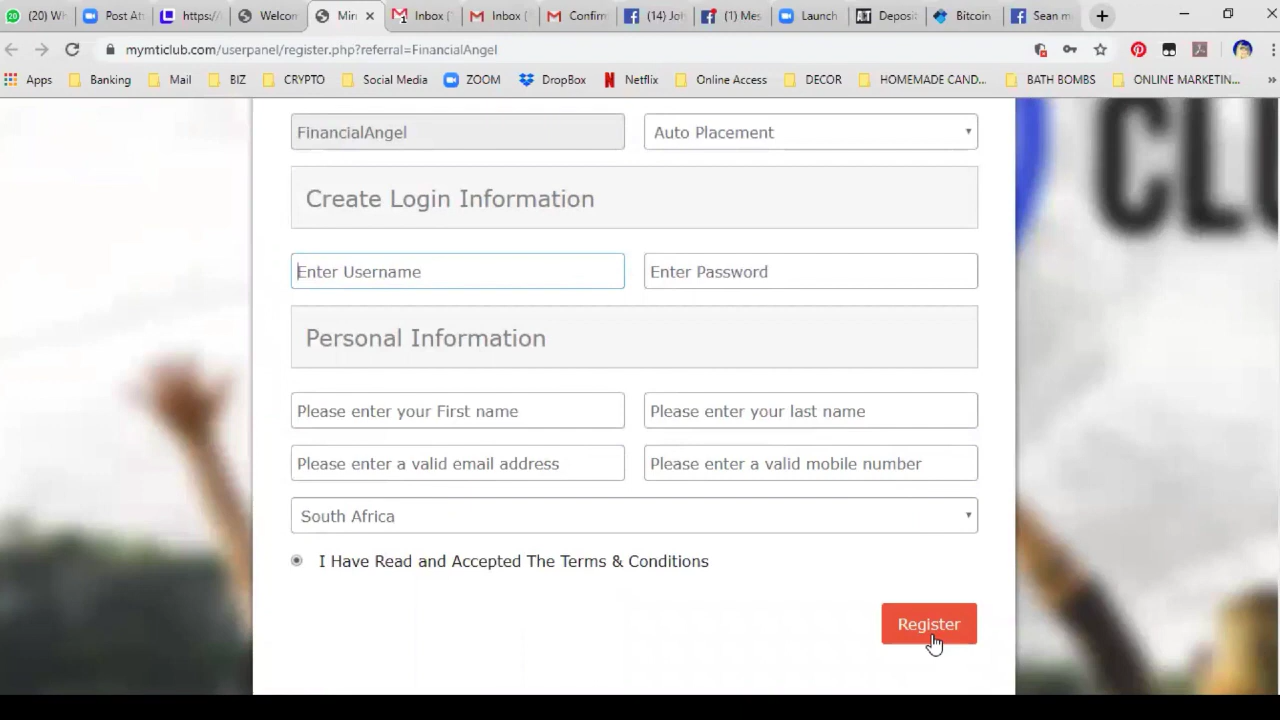 (20) Wh Post At https:/ Welcom Min Inbox ( Inbox ( Confirm (14) Jo (1) Mes Launch Deposit Bitcoin Sean m
mymticlub.com/userpanel/register.php?referral=FinancialAngel
Apps Banking Mail BIZ CRYPTO Social Media ZOOM DropBox Netflix Online Access DECOR HOMEMADE CAND... BATH BOMBS ONLINE MARKETIN... »
CLU
FinancialAngel Auto Placement
Create Login Information
Enter Username Enter Password
Personal Information
Please enter your First name Please enter your last name
Please enter a valid email address Please enter a valid mobile number
South Africa
I Have Read and Accepted The Terms & Conditions
Register